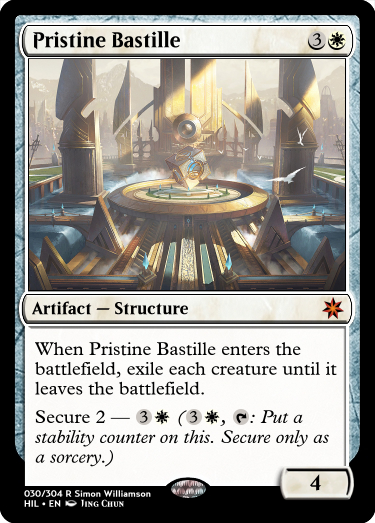 Pristine Bastille 3
Artifact — Structure
When Pristine Bastille enters the
battlefield, exile each creature until it
leaves the battlefield.
Secure 2 — 3 (3, : Put a
stability counter on this. Secure only as
a sorcery.)
4
030/304 R Simon Williamson
HIL • EN Ting Chun